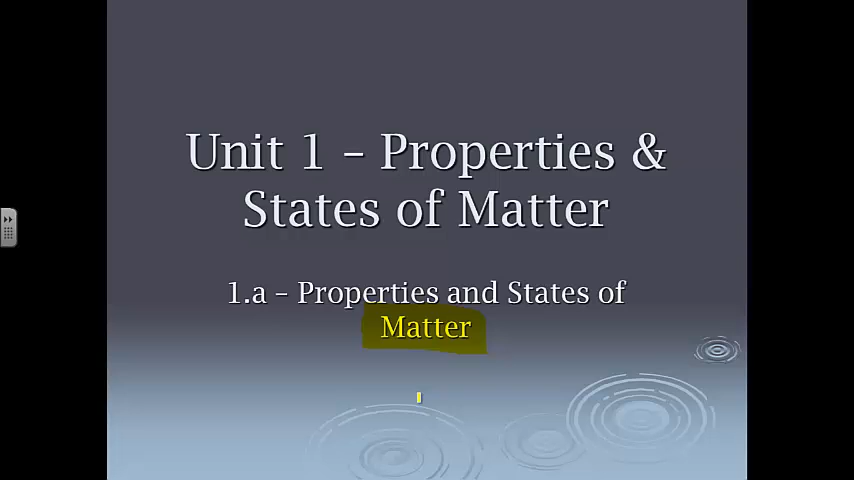 Unit 1 – Properties &
States of Matter
1.a – Properties and States of
Matter